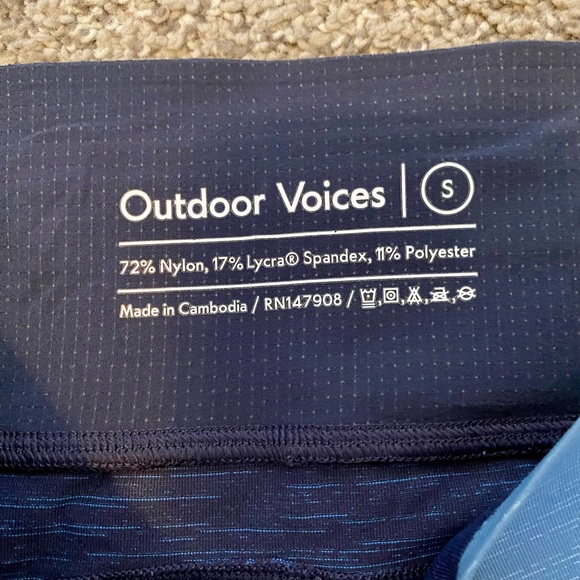 Outdoor Voices | S
72% Nylon, 17% Lycra® Spandex, 11% Polyester
Made in Cambodia / RN147908 /